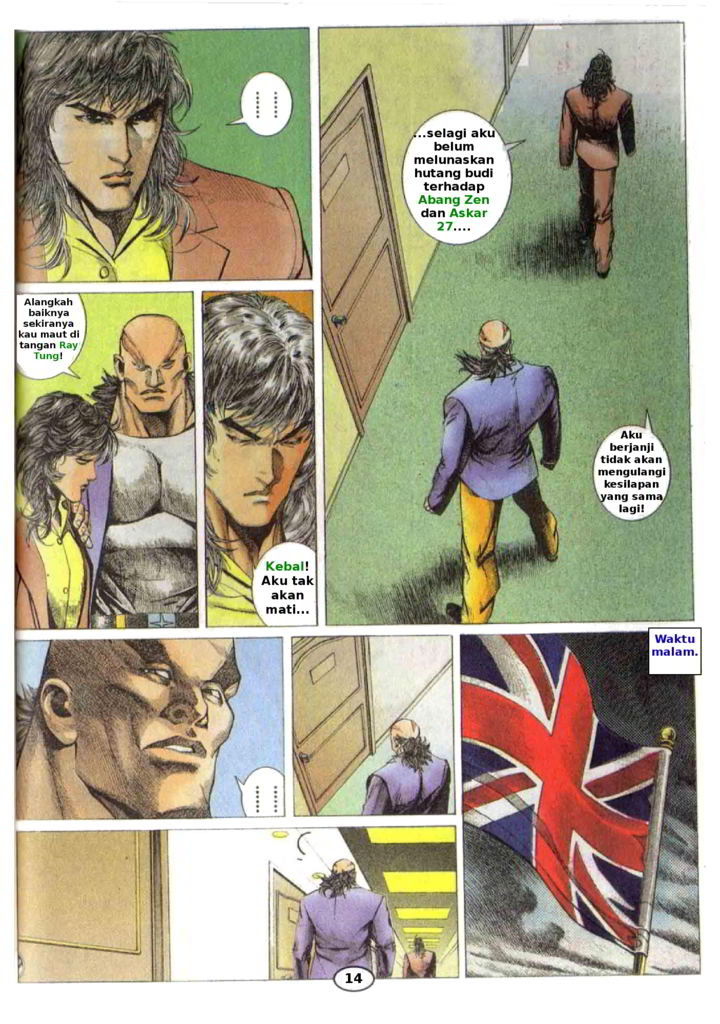 Alangkah
baiknya
sekiranya
kau maut di
tangan Ray
Tung!
Kebal!
Aku tak
akan
mati...
...selagi aku
belum
melunaskan
hutang budi
terhadap
Abang Zen
dan Askar
27....
Aku
berjanji
tidak akan
mengulangi
kesilapan
yang sama
lagi!
Waktu
malam.
14